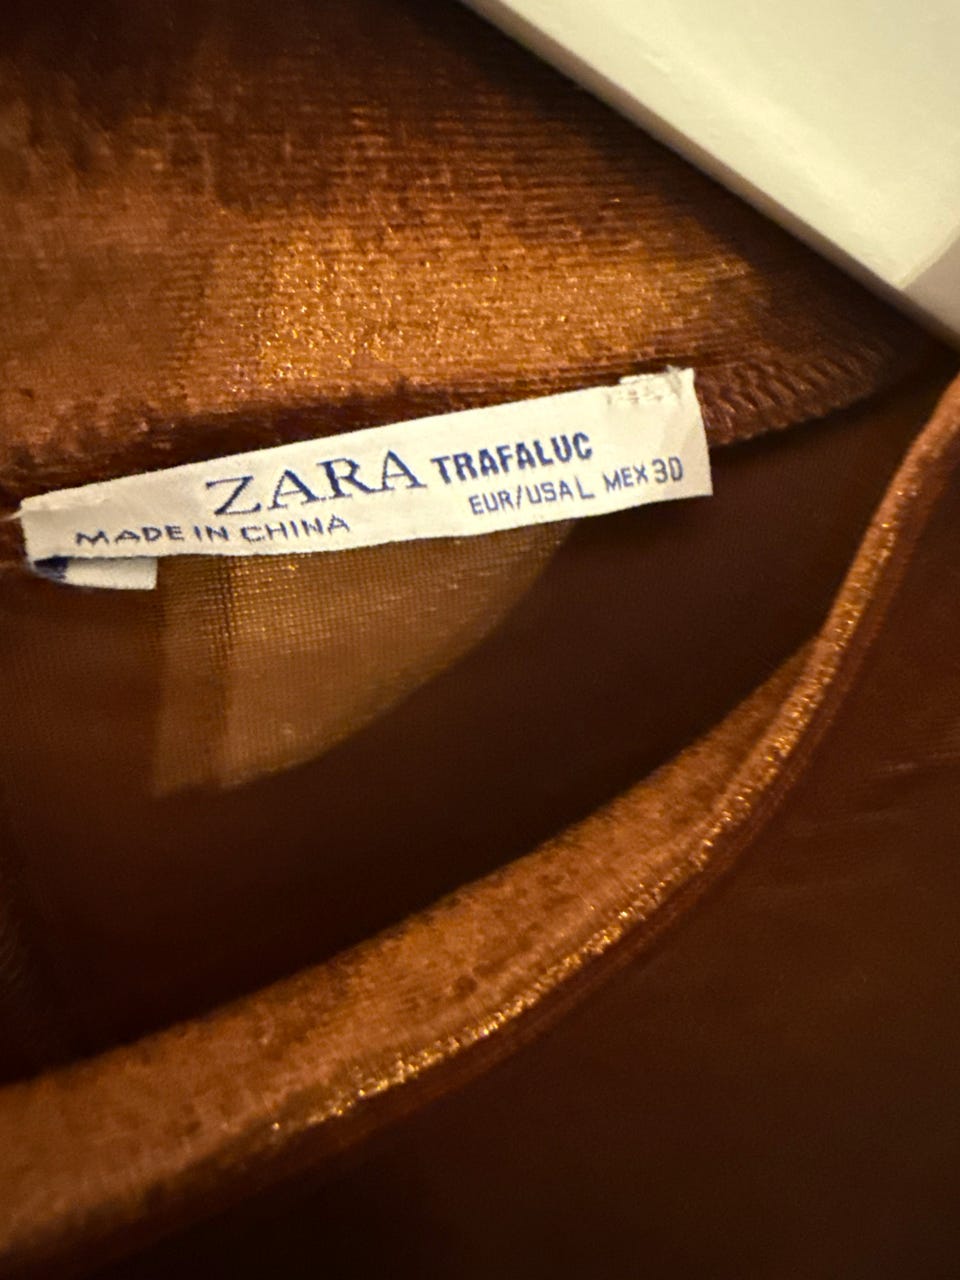 ZARA TRAFALUC
MADE IN CHINA EUR/USA L MEX 30